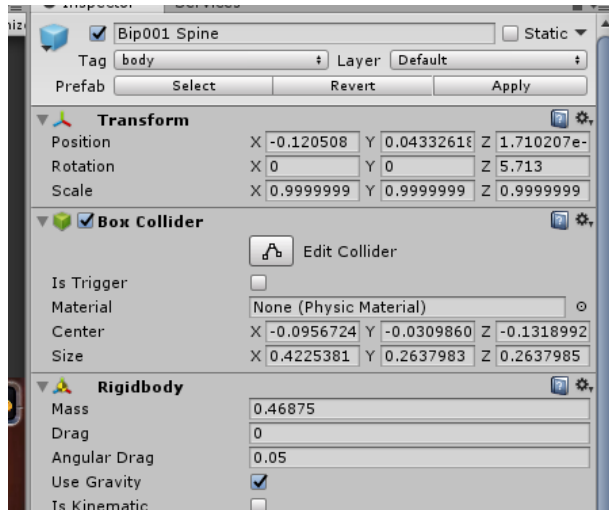 Inspector Services
Bip001 Spine Static
Tag body Layer Default
Prefab Select Revert Apply
Transform
Position X -0.120508 Y 0.04332618 Z 1.710207e-
Rotation X 0 Y 0 Z 5.713
Scale X 0.9999999 Y 0.9999999 Z 0.9999999
Box Collider
Edit Collider
Is Trigger
Material None (Physic Material)
Center X -0.0956724 Y -0.0309860 Z -0.1318992
Size X 0.4225381 Y 0.2637983 Z 0.2637985
Rigidbody
Mass 0.46875
Drag 0
Angular Drag 0.05
Use Gravity
Is Kinematic